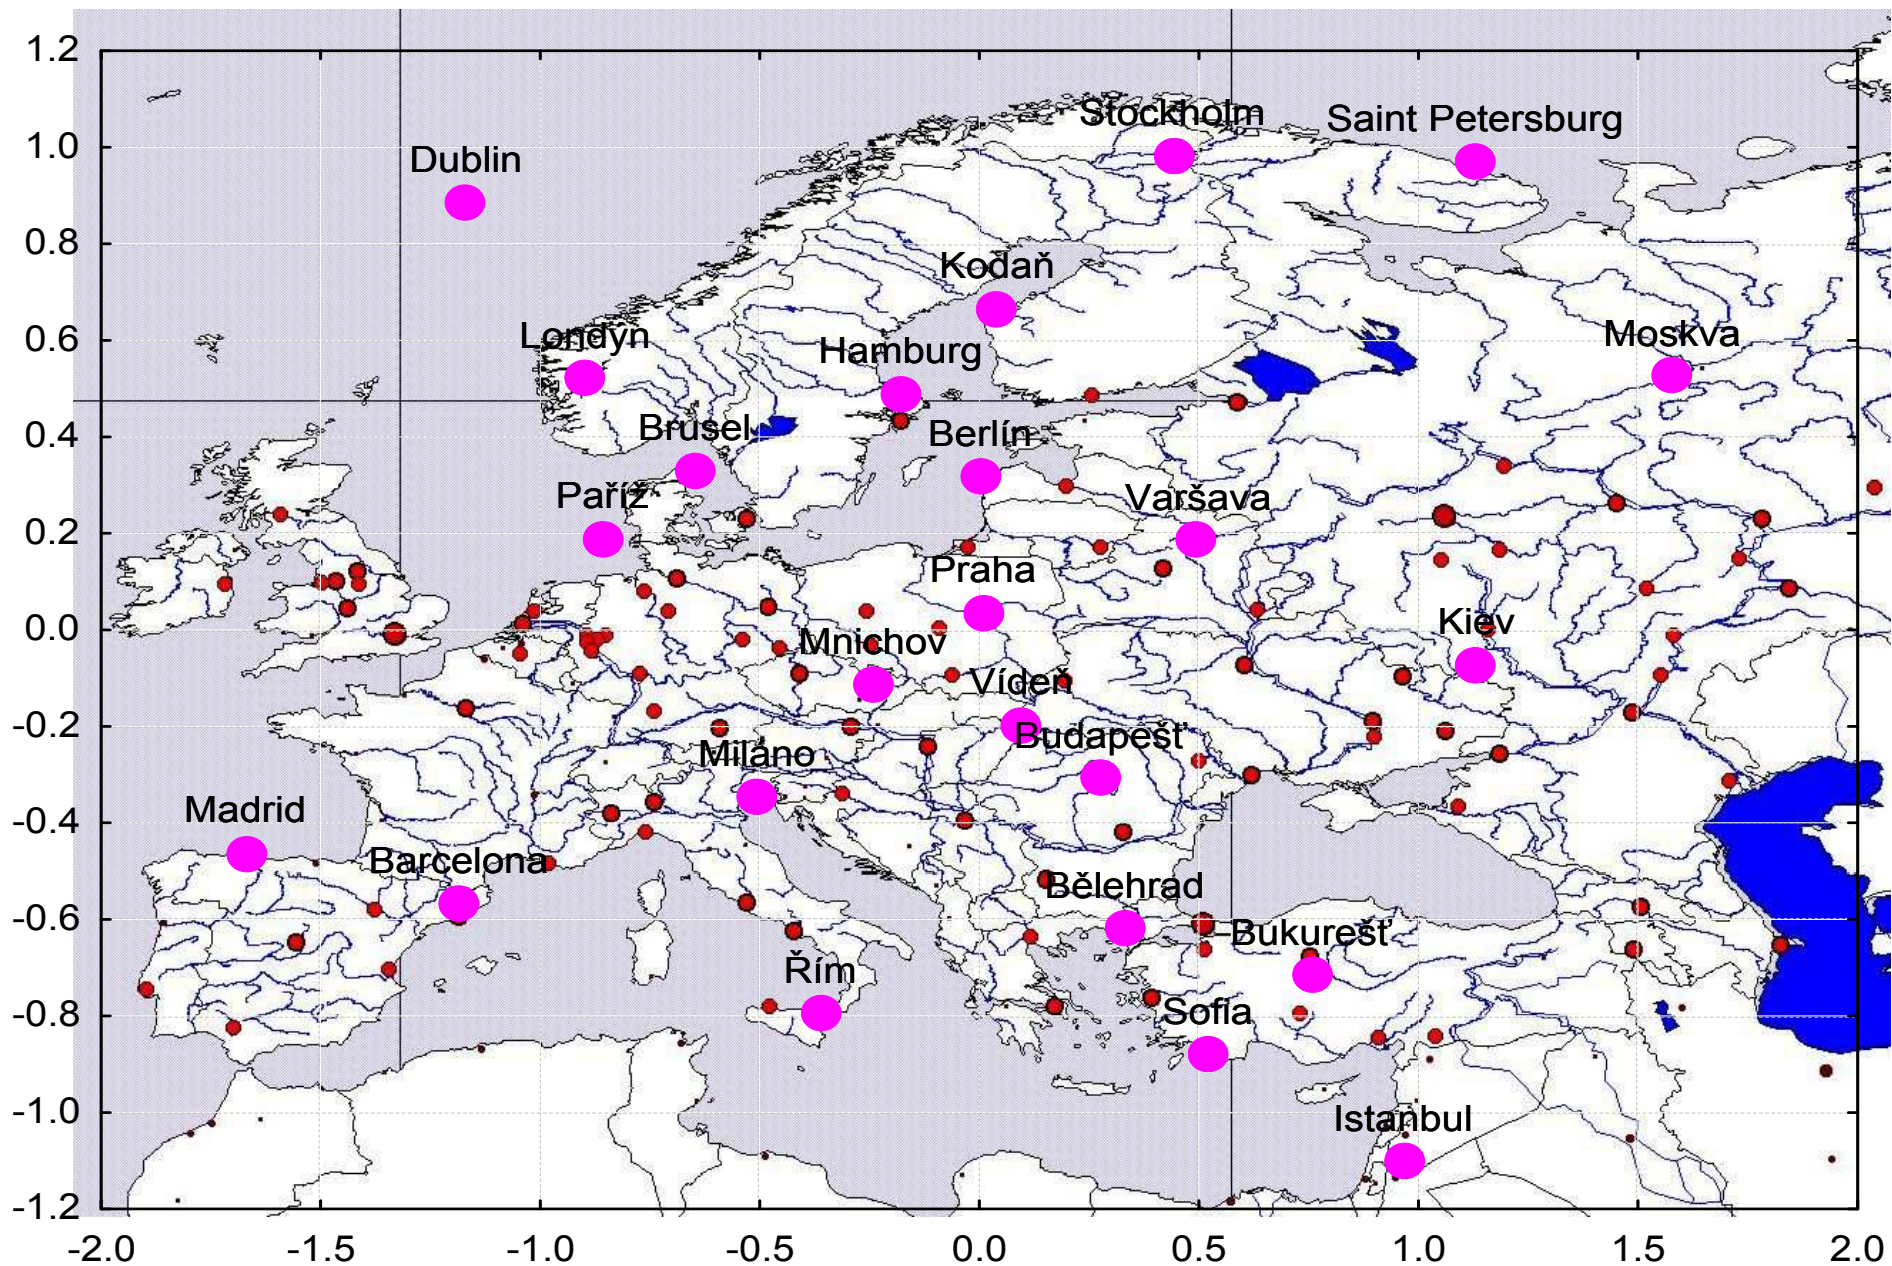 1.2
1.0
0.8
0.6
0.4
0.2
0.0
-0.2
-0.4
-0.6
-0.8
-1.0
-1.2
Stockholm
Saint Petersburg
Dublin
Kodaň
Londýn
Moskva
Hamburg
Brusel
Berlín
Paříž
Varšava
Praha
Kiev
Mnichov
Vídeň
Budapešť
Miláno
Madrid
Barcelona
Bělehrad
Bukurešť
Řím
Sofia
Istanbul
-2.0 -1.5 -1.0 -0.5 0.0 0.5 1.0 1.5 2.0